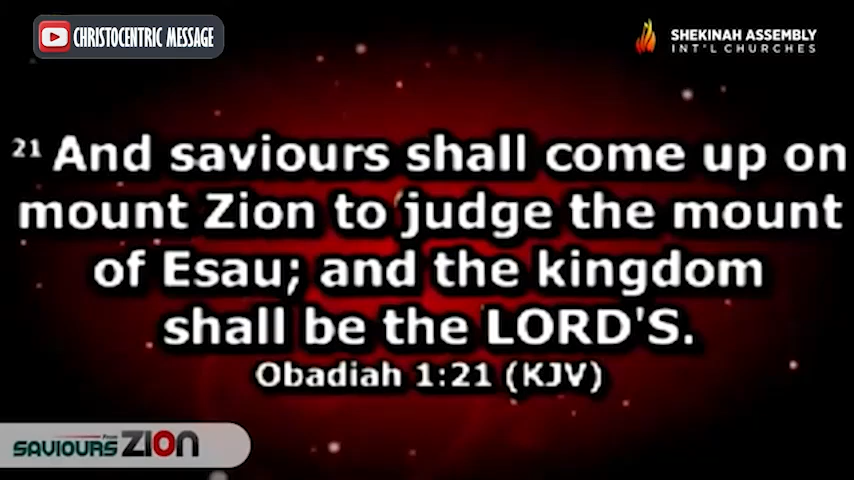 CHRISTOCENTRIC MESSAGE
SHEKINAH ASSEMBLY
INT'L CHURCHES
21 And saviours shall come up on
mount Zion to judge the mount
of Esau; and the kingdom
shall be the LORD'S.
Obadiah 1:21 (KJV)
From
SAVIOURS ZION